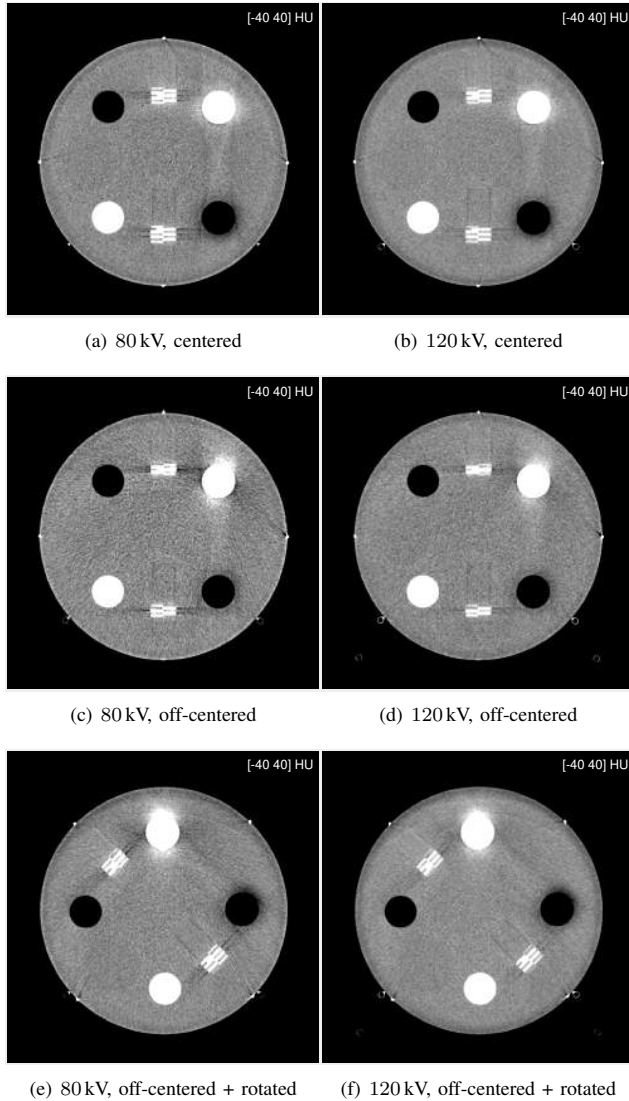 [-40 40] HU
[-40 40] HU
(a) 80 kV, centered
(b) 120 kV, centered
[-40 40] HU
[-40 40] HU
(c) 80 kV, off-centered
(d) 120 kV, off-centered
[-40 40] HU
[-40 40] HU
(e) 80 kV, off-centered + rotated
(f) 120 kV, off-centered + rotated